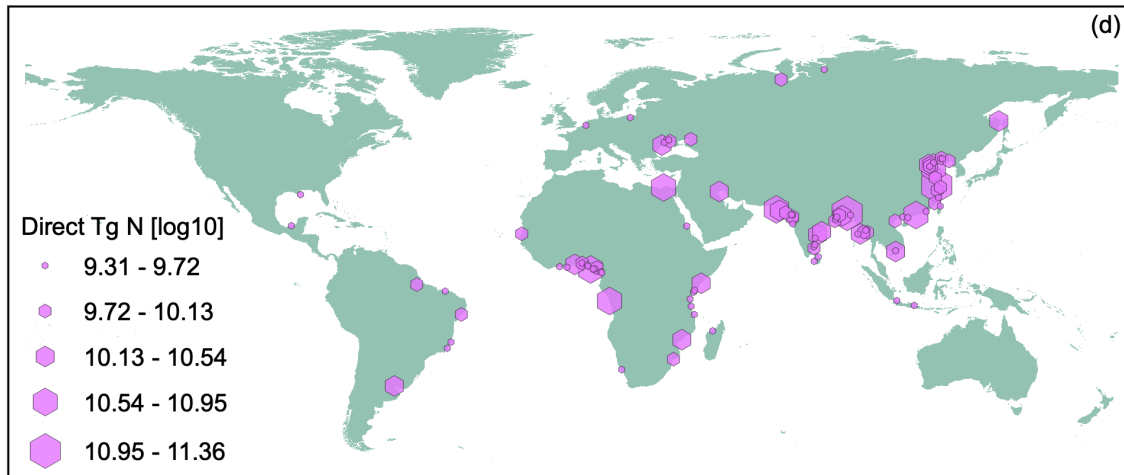 (d)
Direct Tg N [log10]
9.31 - 9.72
9.72 - 10.13
10.13 - 10.54
10.54 - 10.95
10.95 - 11.36